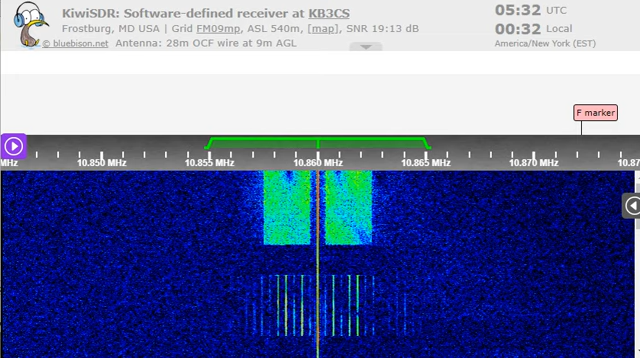 KiwiSDR: Software-defined receiver at KB3CS
Frostburg, MD USA | Grid FM09mp, ASL 540m, [map], SNR 19:13 dB
© bluebison.net Antenna: 28m OCF wire at 9m AGL
05:32 UTC
00:32 Local
America/New York (EST)
F marker
MHz 10.850 MHz 10.855 MHz 10.860 MHz 10.865 MHz 10.870 MHz 10.87